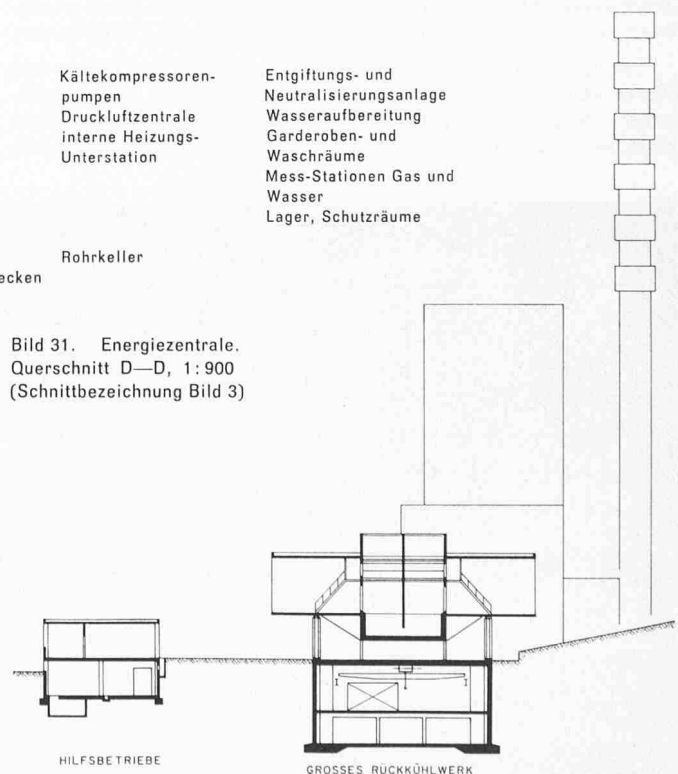 Kältekompressoren-
pumpen
Druckluftzentrale
interne Heizungs-
Unterstation
Entgiftungs- und
Neutralisierungsanlage
Wasseraufbereitung
Garderoben- und
Waschräume
Mess-Stationen Gas und
Wasser
Lager, Schutzräume
Rohrkeller
ecken
Bild 31. Energiezentrale.
Querschnitt D—D, 1:900
(Schnittbezeichnung Bild 3)
HILFSBETRIEBE
GROSSES RÜCKKÜHLWERK